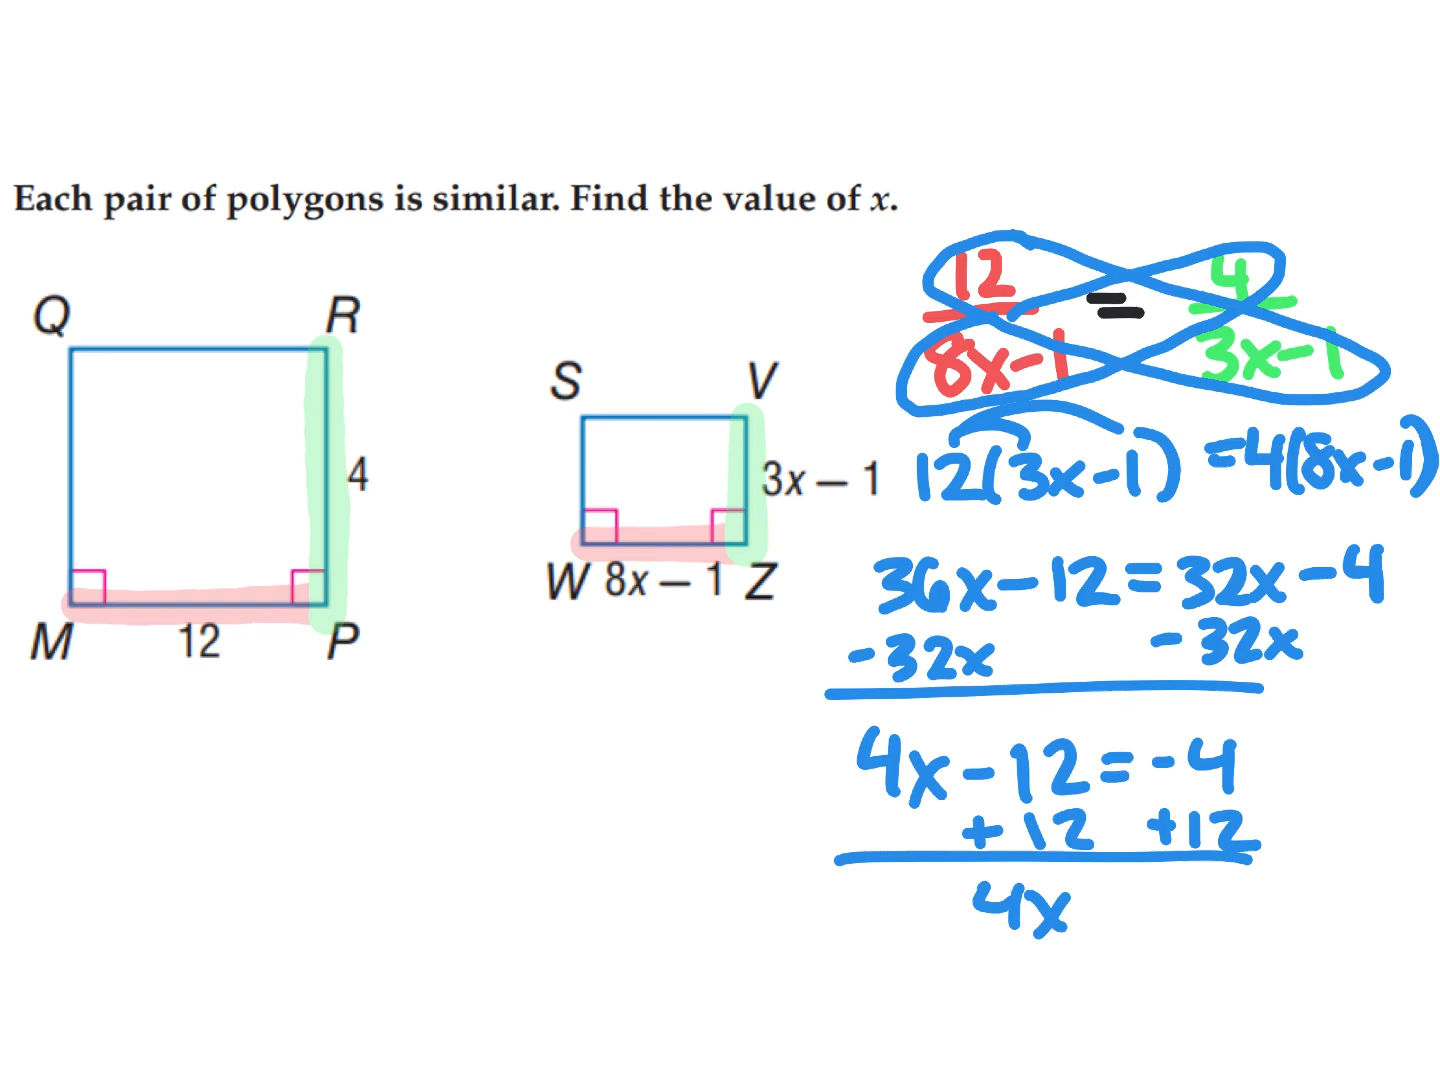 Each pair of polygons is similar. Find the value of x.
Q R
4
M 12 P
S V
3x – 1
W 8x – 1 Z
12 = 4
8x-1 3x-1
12(3x-1) =4(8x-1)
36x-12=32x-4
-32x -32x
4x-12=-4
+12 +12
4x